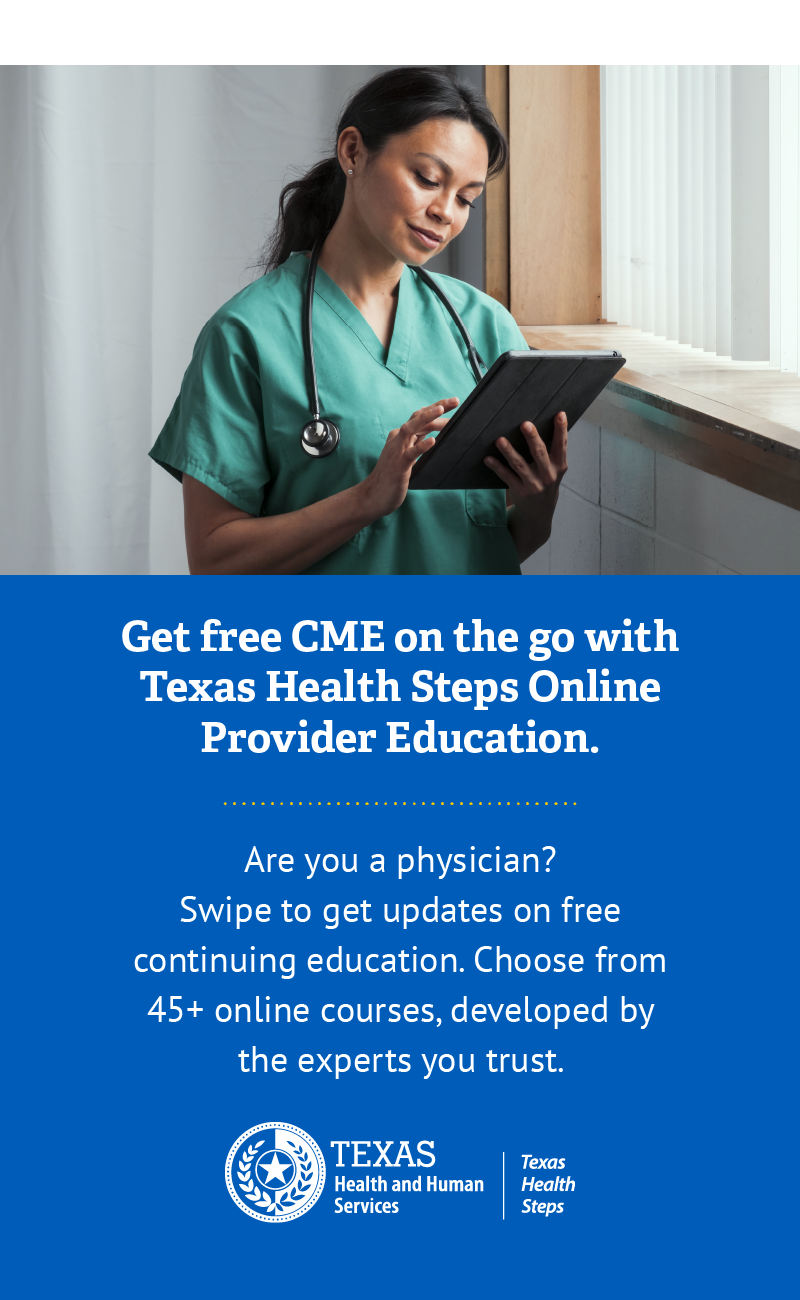 Get free CME on the go with
Texas Health Steps Online
Provider Education.
Are you a physician?
Swipe to get updates on free
continuing education. Choose from
45+ online courses, developed by
the experts you trust.
TEXAS
Health and Human
Services
Texas
Health
Steps